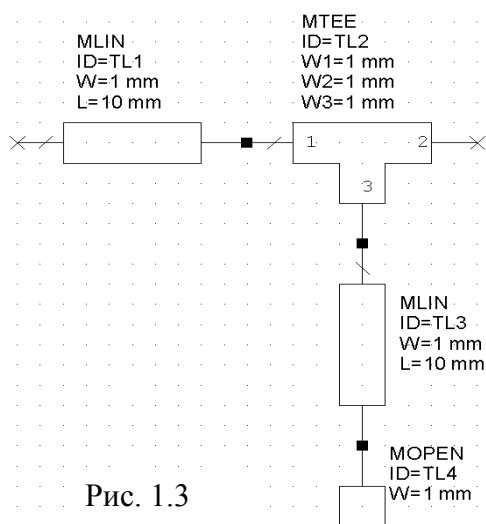 MLIN
ID=TL1
W=1 mm
L=10 mm
MTEE
ID=TL2
W1=1 mm
W2=1 mm
W3=1 mm
1
2
3
MLIN
ID=TL3
W=1 mm
L=10 mm
MOPEN
ID=TL4
W=1 mm
Рис. 1.3